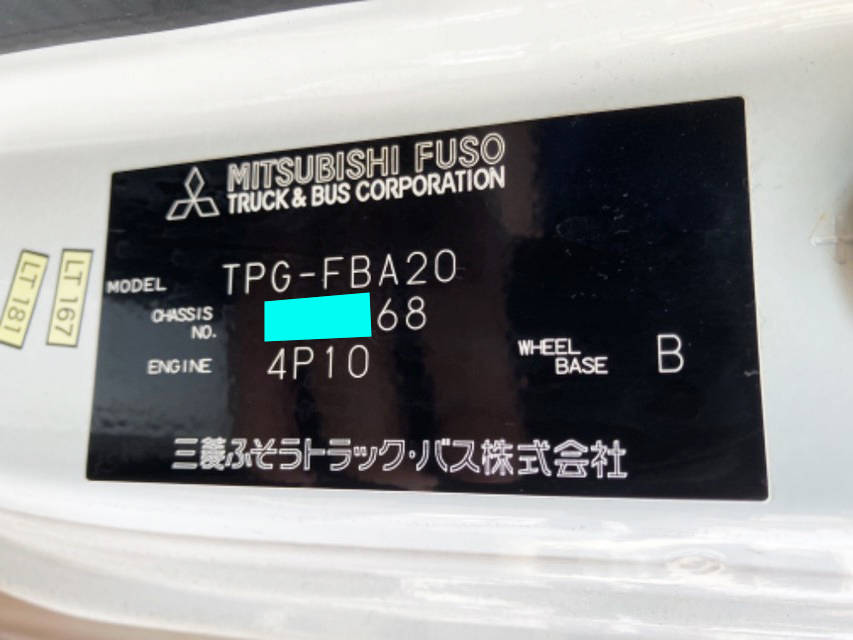 MITSUBISHI FUSO
TRUCK & BUS CORPORATION
LT 181
LT 167
MODEL TPG-FBA20
CHASSIS NO. 68
ENGINE 4P10
WHEEL BASE B
三菱ふそうトラック・バス株式会社